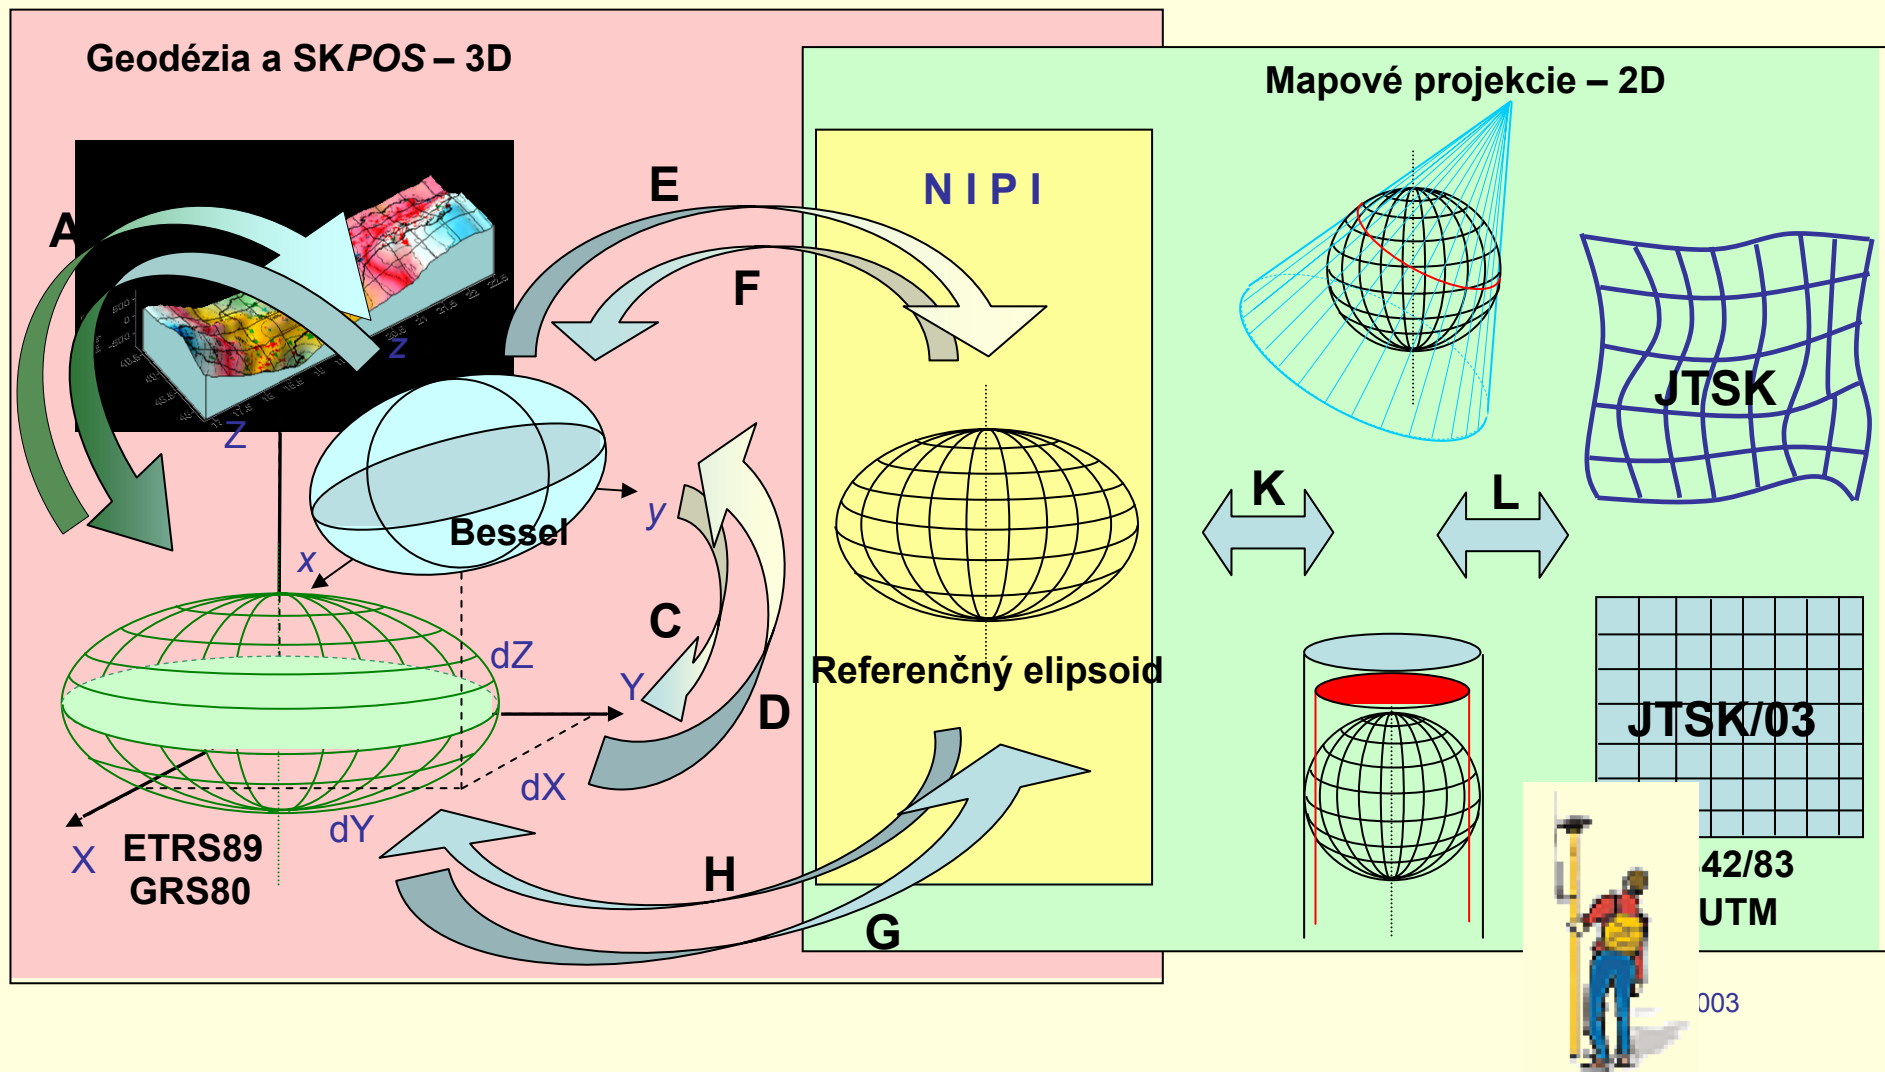 Geodézia a SKPOS – 3D
Mapové projekcie – 2D
A
E
F
N I P I
z
Z
y
x
Bessel
JTSK
K
L
C
D
dZ
Y
Referenčný elipsoid
JTSK/03
dX
dY
X
ETRS89
GRS80
H
G
42/83
UTM
003